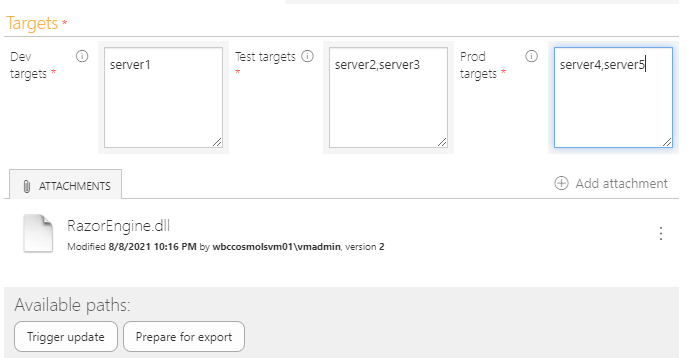 Targets *
Dev targets *
server1
Test targets *
server2,server3
Prod targets *
server4,server5
ATTACHMENTS
Add attachment
RazorEngine.dll
Modified 8/8/2021 10:16 PM by wbccosmolsvm01\vmadmin, version 2
Available paths:
Trigger update
Prepare for export